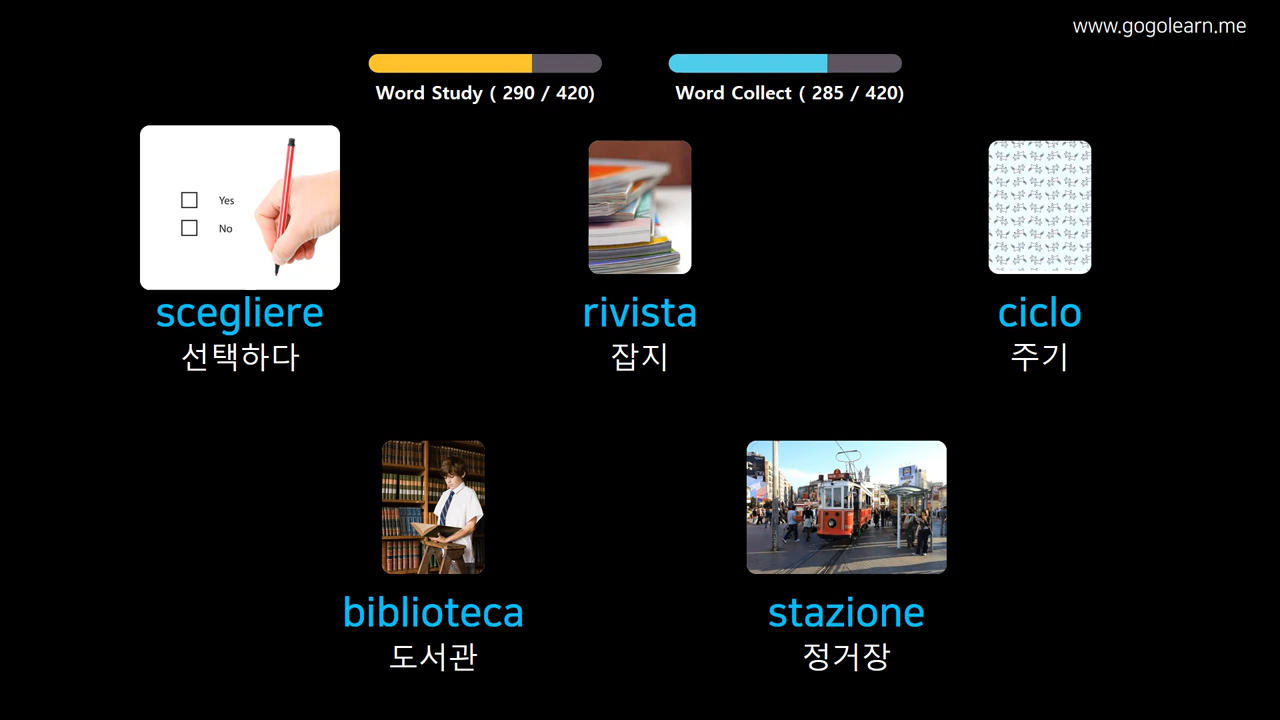 www.gogolearn.me
Word Study ( 290 / 420)
Word Collect ( 285 / 420)
Yes
No
scegliere
선택하다
rivista
잡지
ciclo
주기
biblioteca
도서관
stazione
정거장